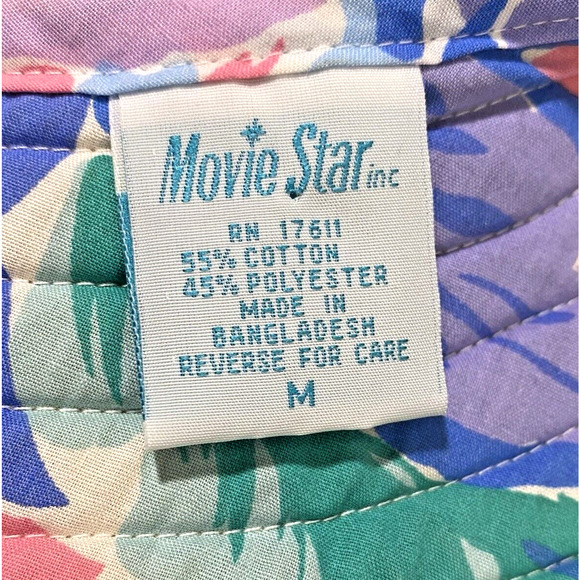 Movie Star inc
RN 17611
55% COTTON
45% POLYESTER
MADE IN
BANGLADESH
REVERSE FOR CARE
M